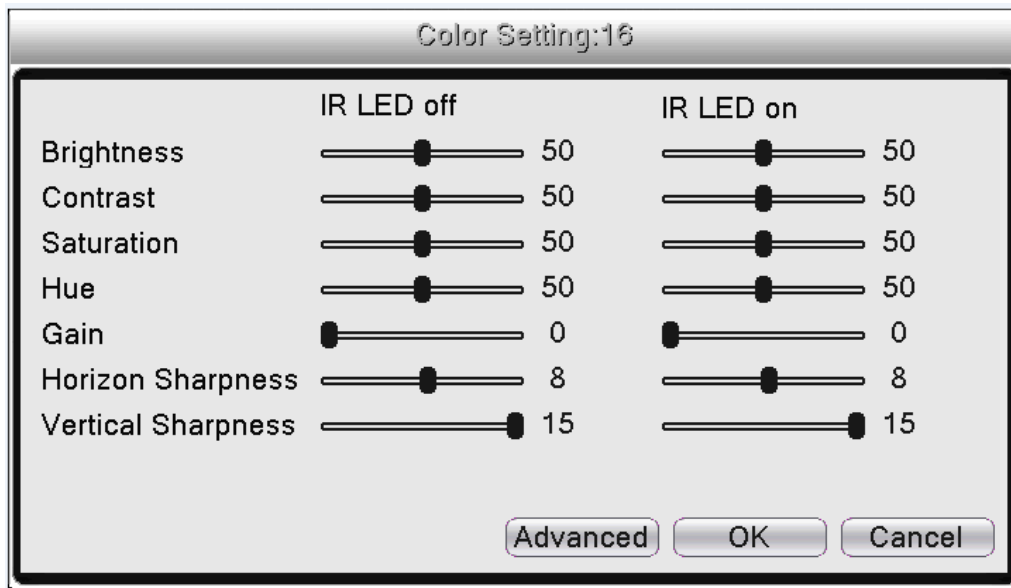 Color Setting:16
IR LED off IR LED on
Brightness 50 50
Contrast 50 50
Saturation 50 50
Hue 50 50
Gain 0 0
Horizon Sharpness 8 8
Vertical Sharpness 15 15
Advanced OK Cancel